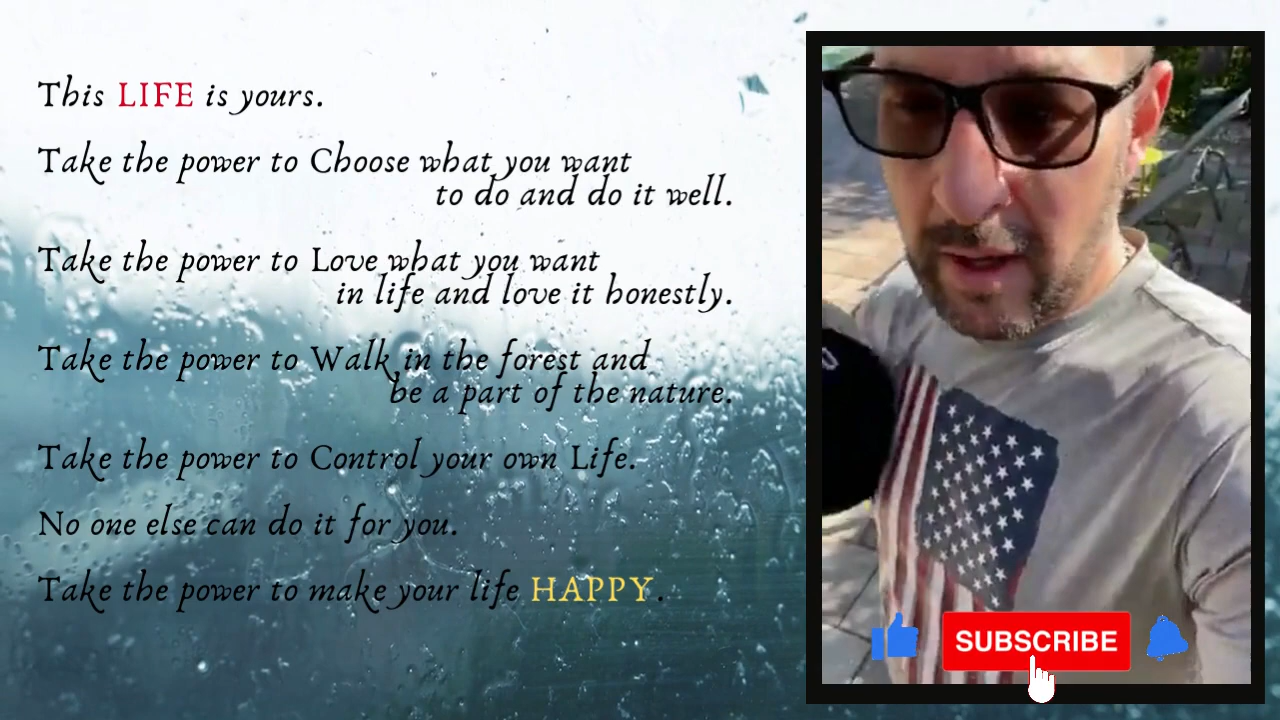 This LIFE is yours.
Take the power to Choose what you want
to do and do it well.
Take the power to Love what you want
in life and love it honestly.
Take the power to Walk in the forest and
be a part of the nature.
Take the power to Control your own Life.
No one else can do it for you.
Take the power to make your life HAPPY.
SUBSCRIBE